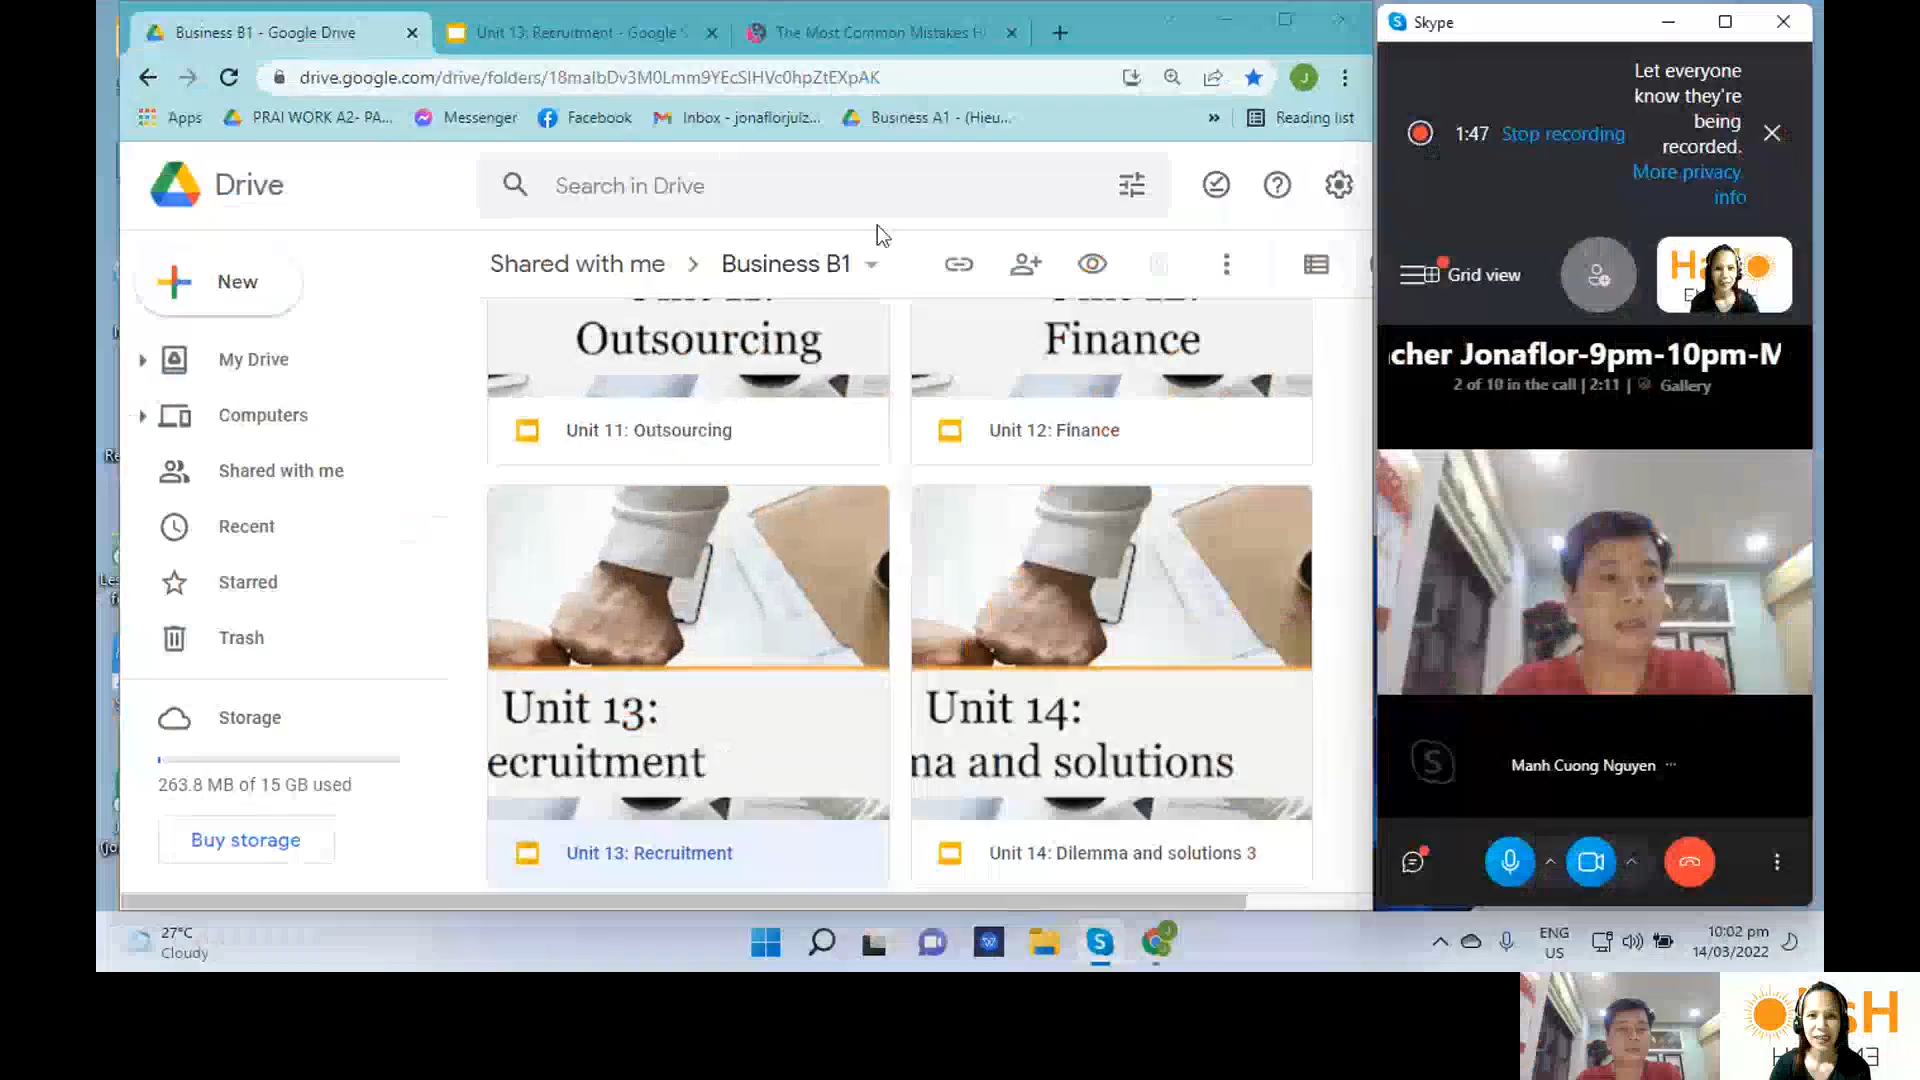 Business B1 - Google Drive
Unit 13: Recruitment - Google S
The Most Common Mistakes H
drive.google.com/drive/folders/18maIbDv3M0Lmm9YEcSIHVc0hpZtEXpAK
Apps
PRAI WORK A2- PA...
Messenger
Facebook
Inbox - jonaflorjulz...
Business A1 - (Hieu...
»
Reading list
Drive
Search in Drive
Shared with me > Business B1
New
My Drive
Computers
Shared with me
Recent
Starred
Trash
Storage
263.8 MB of 15 GB used
Buy storage
Outsourcing
Unit 11: Outsourcing
Finance
Unit 12: Finance
Unit 13:
ecruitment
Unit 13: Recruitment
Unit 14:
na and solutions
Unit 14: Dilemma and solutions 3
Skype
1:47
Stop recording
Let everyone
know they're
being
recorded.
More privacy
info
Grid view
cher Jonaflor-9pm-10pm-M
2 of 10 in the call | 2:11 | Gallery
Manh Cuong Nguyen
27°C
Cloudy
ENG
US
10:02 pm
14/03/2022